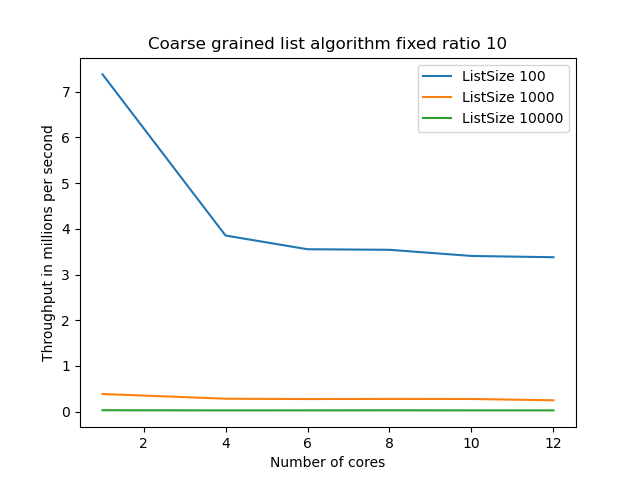 Coarse grained list algorithm fixed ratio 10
ListSize 100
ListSize 1000
ListSize 10000
Throughput in millions per second
7
6
5
4
3
2
1
0
2 4 6 8 10 12
Number of cores